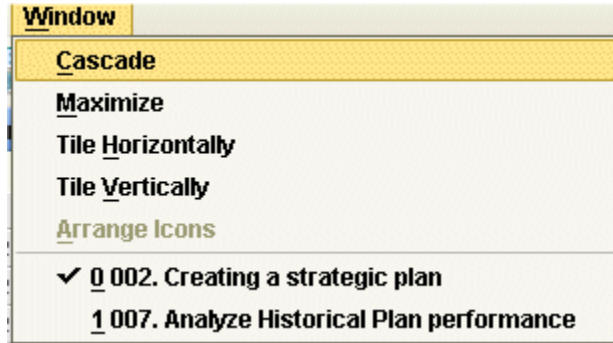 Window
Cascade
Maximize
Tile Horizontally
Tile Vertically
Arrange Icons
✔ 0 002. Creating a strategic plan
1 007. Analyze Historical Plan performance